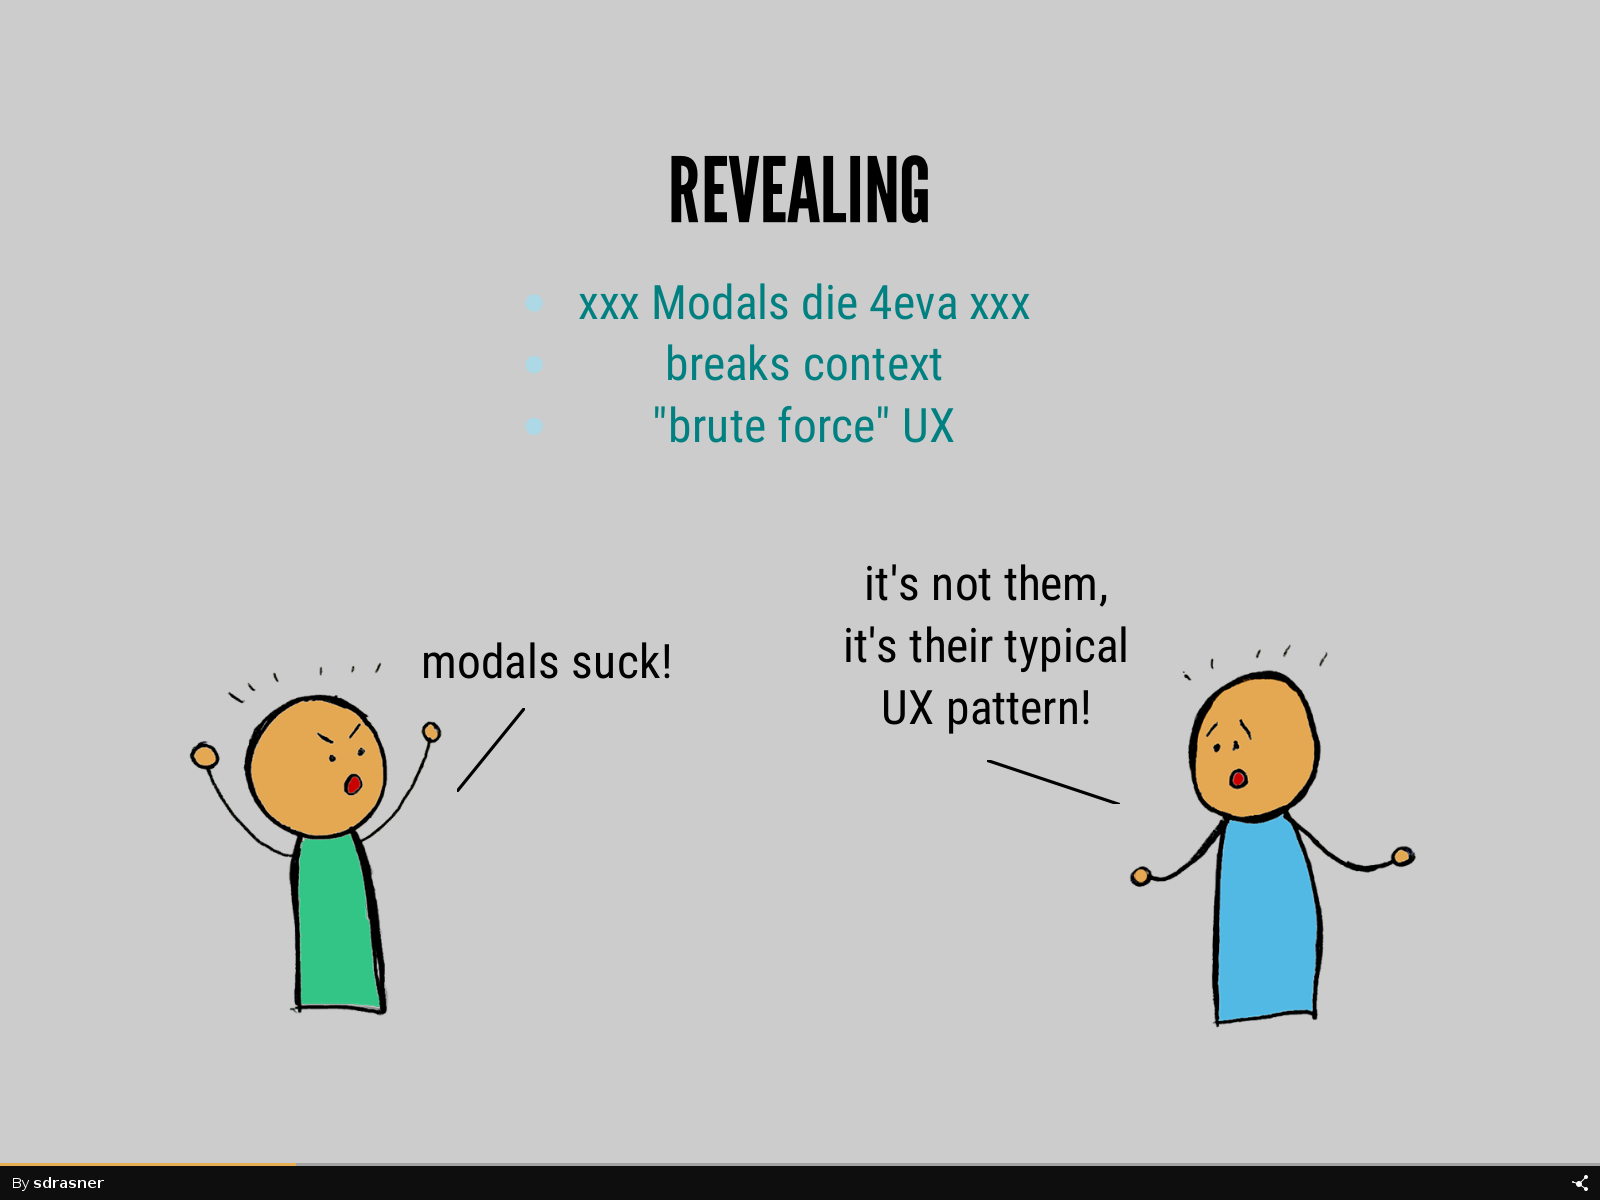 REVEALING
xxx Modals die 4eva xxx
breaks context
"brute force" UX
modals suck!
it's not them,
it's their typical
UX pattern!
By sdrasner